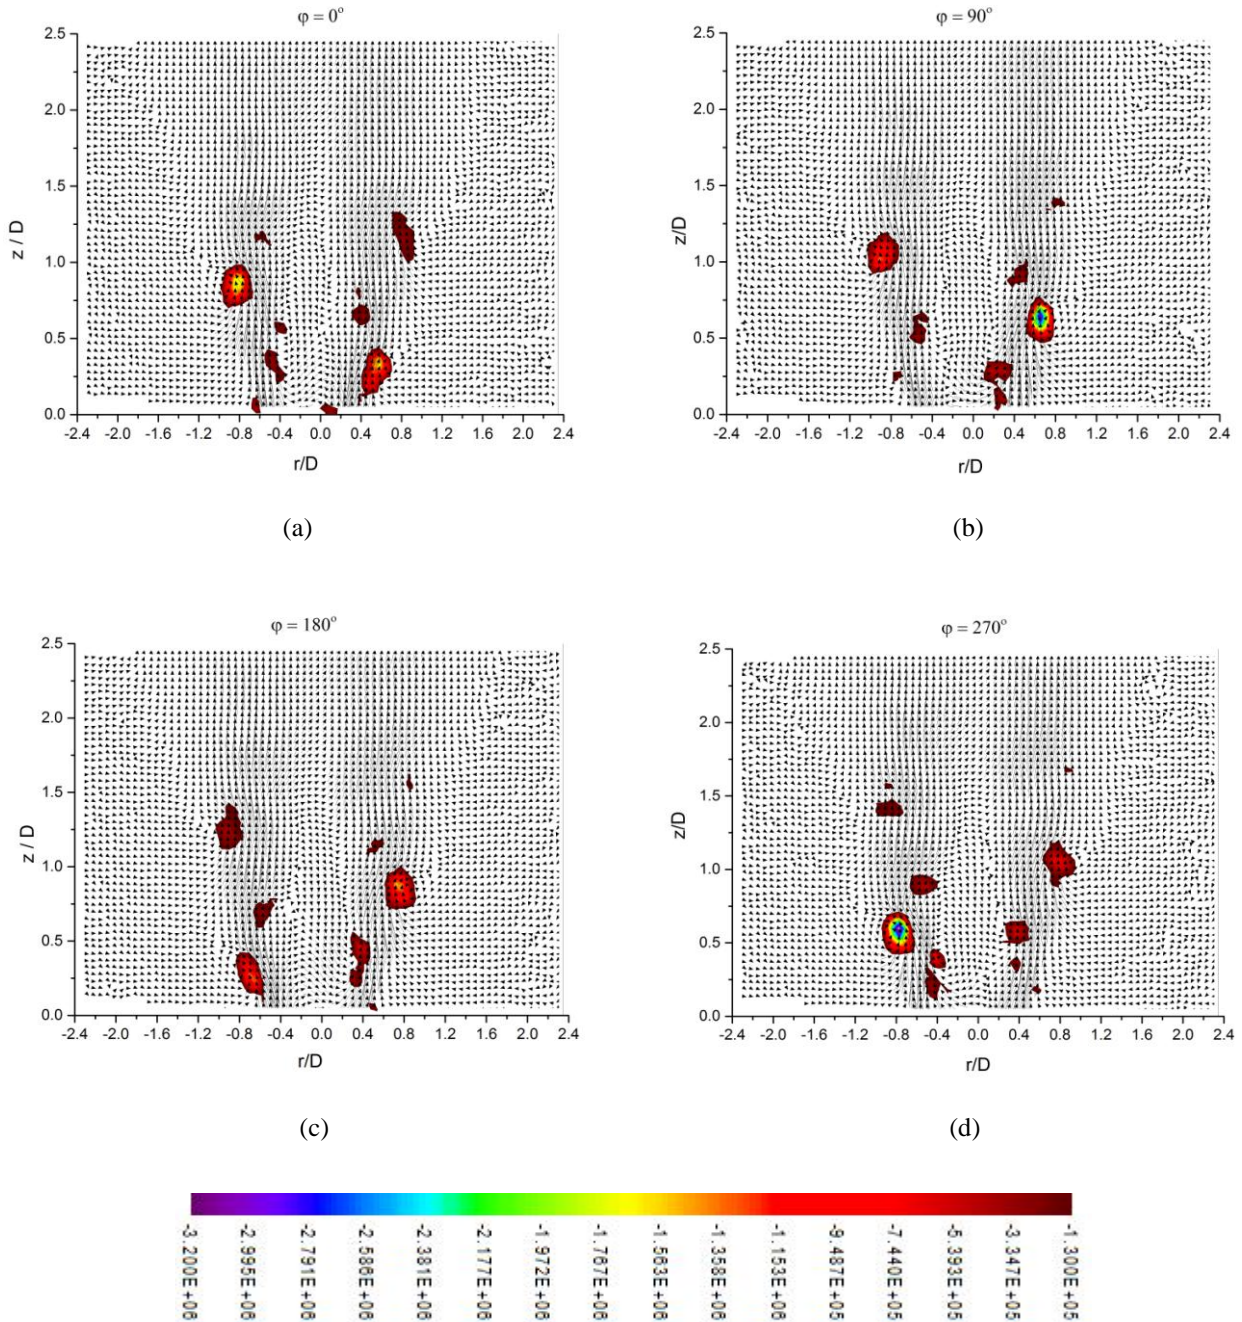 φ = 0°
φ = 90°
2.5
2.0
1.5
1.0
0.5
0.0
z / D
-2.4 -2.0 -1.6 -1.2 -0.8 -0.4 0.0 0.4 0.8 1.2 1.6 2.0 2.4
r/D
2.5
2.0
1.5
1.0
0.5
0.0
z/D
-2.4 -2.0 -1.6 -1.2 -0.8 -0.4 0.0 0.4 0.8 1.2 1.6 2.0 2.4
r/D
(a)
(b)
φ = 180°
φ = 270°
2.5
2.0
1.5
1.0
0.5
0.0
z / D
-2.4 -2.0 -1.6 -1.2 -0.8 -0.4 0.0 0.4 0.8 1.2 1.6 2.0 2.4
r/D
2.5
2.0
1.5
1.0
0.5
0.0
z/D
-2.4 -2.0 -1.6 -1.2 -0.8 -0.4 0.0 0.4 0.8 1.2 1.6 2.0 2.4
r/D
(c)
(d)
-3.200E+06
-2.995E+06
-2.791E+06
-2.586E+06
-2.381E+06
-2.177E+06
-1.972E+06
-1.767E+06
-1.563E+06
-1.358E+06
-1.153E+06
-9.487E+05
-7.440E+05
-5.393E+05
-3.347E+05
-1.300E+05